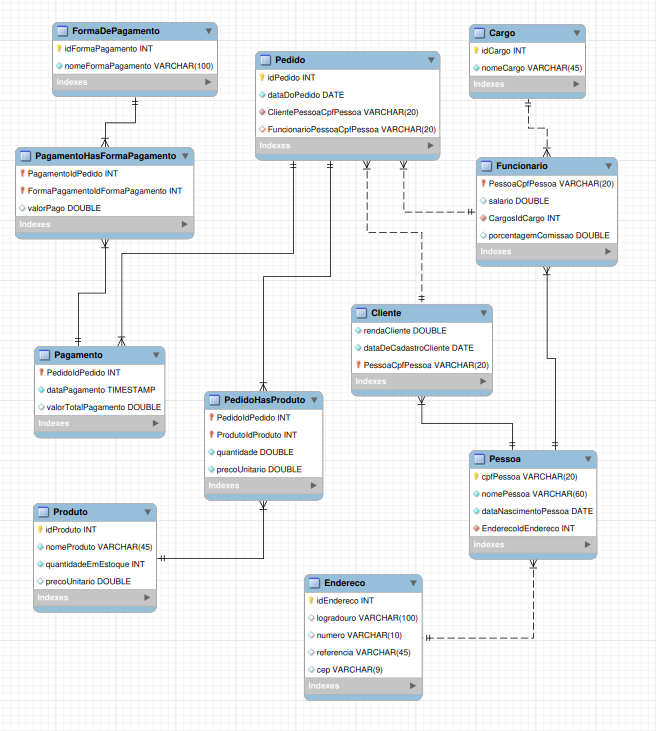 FormaDePagamento
idFormaPagamento INT
nomeFormaPagamento VARCHAR(100)
Indexes
Pedido
idPedido INT
dataDoPedido DATE
ClientePessoaCpfPessoa VARCHAR(20)
FuncionarioPessoaCpfPessoa VARCHAR(20)
Indexes
Cargo
idCargo INT
nomeCargo VARCHAR(45)
Indexes
PagamentoHasFormaPagamento
PagamentoIdPedido INT
FormaPagamentoIdFormaPagamento INT
valorPago DOUBLE
Indexes
Funcionario
PessoaCpfPessoa VARCHAR(20)
salario DOUBLE
CargosIdCargo INT
porcentagemComissao DOUBLE
Indexes
Cliente
rendaCliente DOUBLE
dataDeCadastroCliente DATE
PessoaCpfPessoa VARCHAR(20)
Indexes
Pagamento
PedidoIdPedido INT
dataPagamento TIMESTAMP
valorTotalPagamento DOUBLE
Indexes
PedidoHasProduto
PedidoIdPedido INT
ProdutoIdProduto INT
quantidade DOUBLE
precoUnitario DOUBLE
Indexes
Pessoa
cpfPessoa VARCHAR(20)
nomePessoa VARCHAR(60)
dataNascimentoPessoa DATE
EnderecoIdEndereco INT
Indexes
Produto
idProduto INT
nomeProduto VARCHAR(45)
quantidadeEmEstoque INT
precoUnitario DOUBLE
Indexes
Endereco
idEndereco INT
logradouro VARCHAR(100)
numero VARCHAR(10)
referencia VARCHAR(45)
cep VARCHAR(9)
Indexes